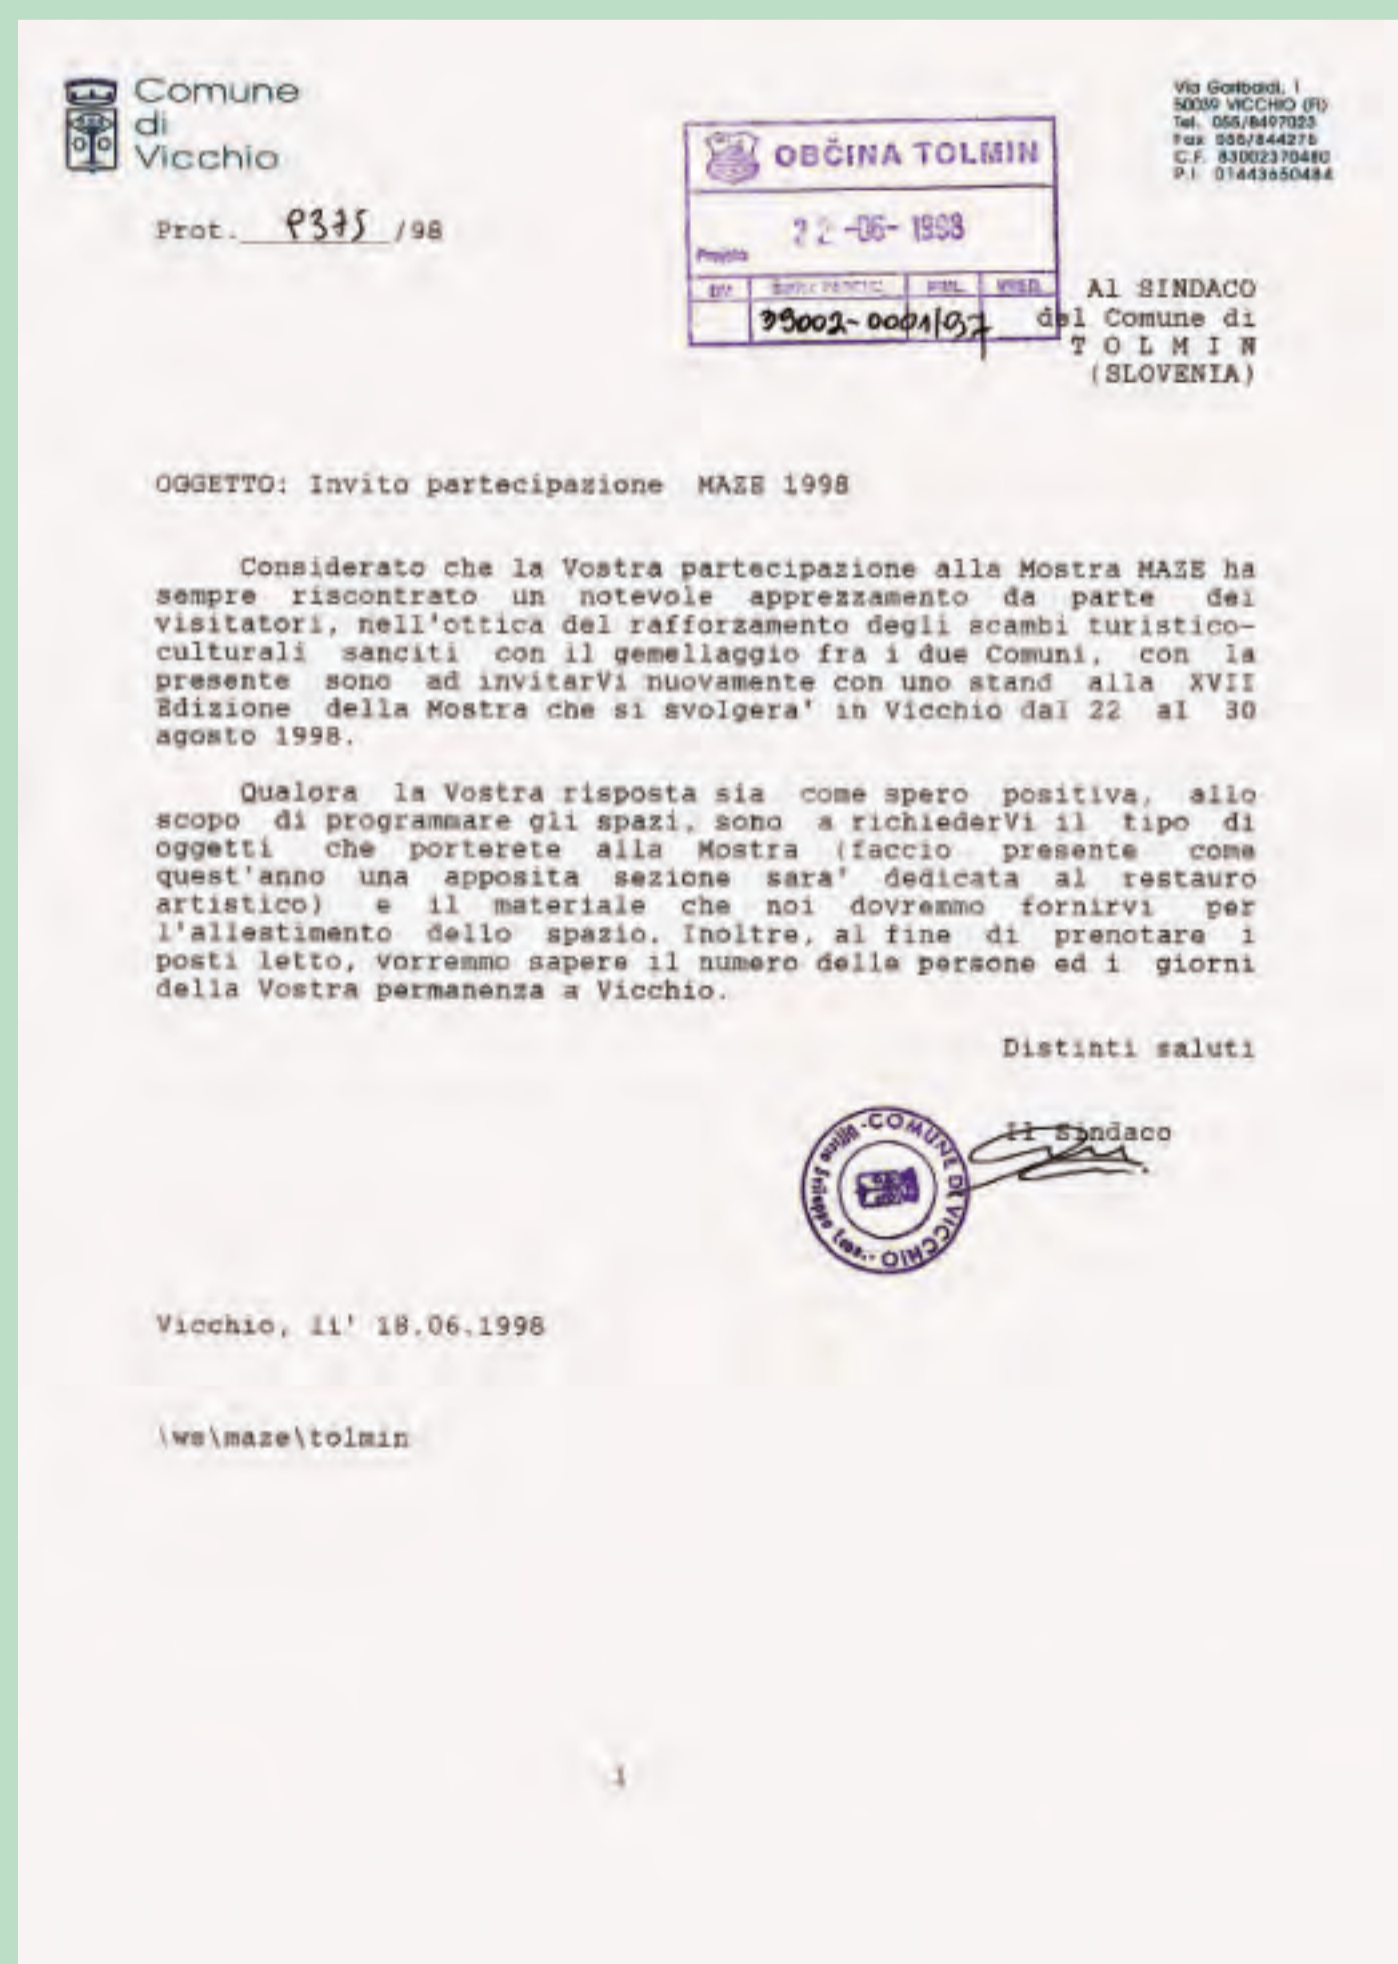 Comune
di
Vicchio
Via Garibaldi, 1
50039 VICCHIO (FI)
Tel. 055/8497023
Fax 055/844275
C.F. 83002370480
P.I. 01443650484
Prot. /98
OBČINA TOLMIN
22-06-1998
39002-0001/97
Al SINDACO
del Comune di
T O L M I N
(SLOVENIA)
OGGETTO: Invito partecipazione MAZE 1998
Considerato che la Vostra partecipazione alla Mostra MAZE ha
sempre riscontrato un notevole apprezzamento da parte dei
visitatori, nell'ottica del rafforzamento degli scambi turistico-
culturali sanciti con il gemellaggio fra i due Comuni, con la
presente sono ad invitarVi nuovamente con uno stand alla XVII
Edizione della Mostra che si svolgera' in Vicchio dal 22 al 30
agosto 1998.
Qualora la Vostra risposta sia come spero positiva, allo
scopo di programmare gli spazi, sono a richiederVi il tipo di
oggetti che porterete alla Mostra (faccio presente come
quest'anno una apposita sezione sara' dedicata al restauro
artistico) e il materiale che noi dovremmo fornirvi per
l'allestimento dello spazio. Inoltre, al fine di prenotare i
posti letto, vorremmo sapere il numero delle persone ed i giorni
della Vostra permanenza a Vicchio.
Distinti saluti
Il Sindaco
COMUNE DI VICCHIO
Vicchio, li' 18.06.1998
\ws\maze\tolmin
1